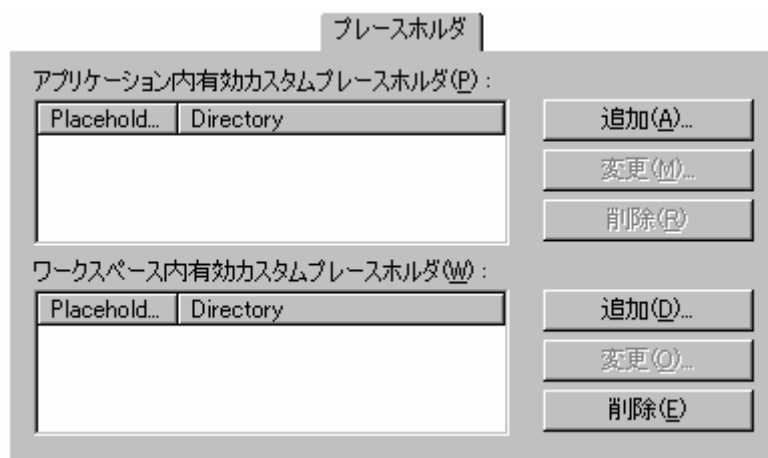 プレースホルダ
アプリケーション内有効カスタムプレースホルダ(P) :
Placehold... Directory
追加(A)...
変更(M)...
削除(R)
ワークスペース内有効カスタムプレースホルダ(W) :
Placehold... Directory
追加(D)...
変更(O)...
削除(E)